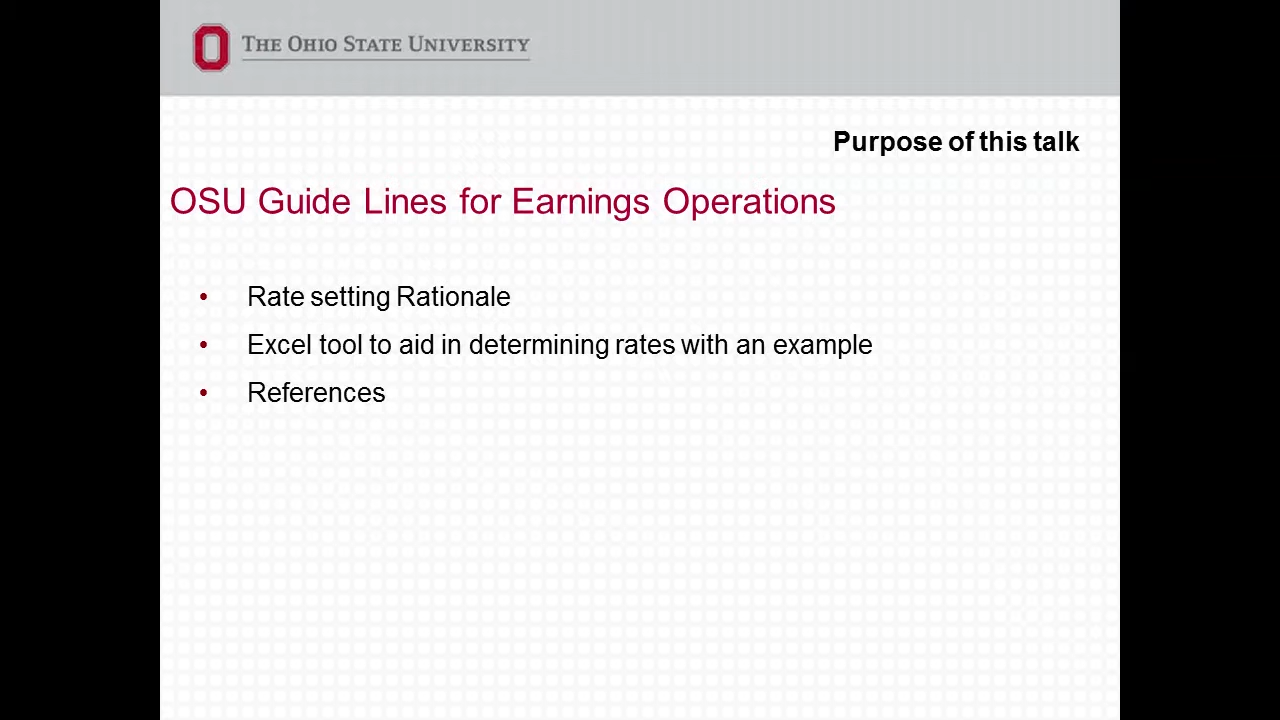 THE OHIO STATE UNIVERSITY
Purpose of this talk
OSU Guide Lines for Earnings Operations
• Rate setting Rationale
• Excel tool to aid in determining rates with an example
• References